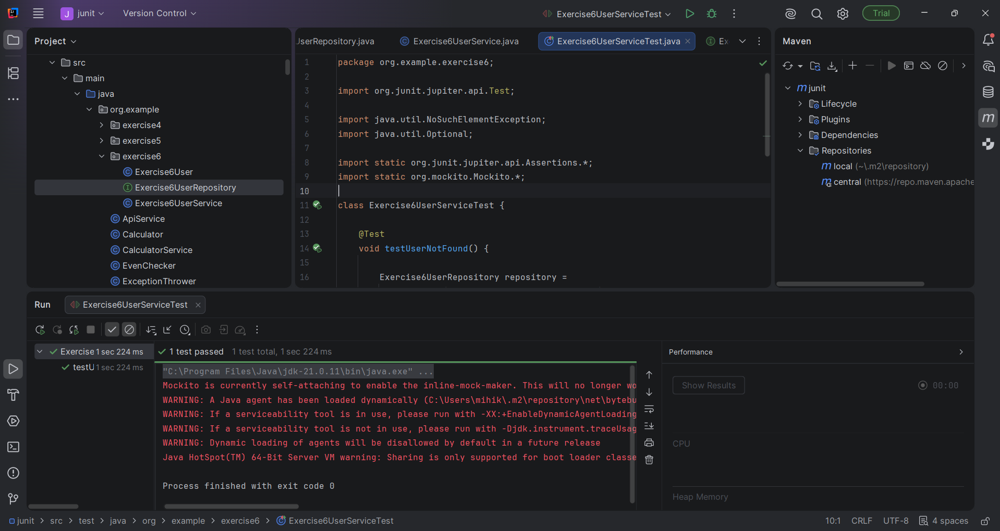 J junit
Version Control
Exercise6UserServiceTest
Trial
Project
src
main
java
org.example
exercise4
exercise5
exercise6
Exercise6User
Exercise6UserRepository
Exercise6UserService
ApiService
Calculator
CalculatorService
EvenChecker
ExceptionThrower
UserRepository.java
Exercise6UserService.java
Exercise6UserServiceTest.java
Ex
1 package org.example.exercise6;
2
3 import org.junit.jupiter.api.Test;
4
5 import java.util.NoSuchElementException;
6 import java.util.Optional;
7
8 import static org.junit.jupiter.api.Assertions.*;
9 import static org.mockito.Mockito.*;
10
11 class Exercise6UserServiceTest {
12
13 @Test
14 void testUserNotFound() {
15
16 Exercise6UserRepository repository =
Maven
m junit
Lifecycle
Plugins
Dependencies
Repositories
m local (~\.m2\repository)
m central (https://repo.maven.apache
m
Run
Exercise6UserServiceTest
Exercise 1 sec 224 ms
testU 1 sec 224 ms
1 test passed 1 test total, 1 sec 224 ms
"C:\Program Files\Java\jdk-21.0.11\bin\java.exe" ...
Mockito is currently self-attaching to enable the inline-mock-maker. This will no longer wo
WARNING: A Java agent has been loaded dynamically (C:\Users\mihik\.m2\repository\net\bytebu
WARNING: If a serviceability tool is in use, please run with -XX:+EnableDynamicAgentLoading
WARNING: If a serviceability tool is not in use, please run with -Djdk.instrument.traceUsag
WARNING: Dynamic loading of agents will be disallowed by default in a future release
Java HotSpot(TM) 64-Bit Server VM warning: Sharing is only supported for boot loader classe
Process finished with exit code 0
Performance
Show Results
00:00
CPU
Heap Memory
junit > src > test > java > org > example > exercise6 > Exercise6UserServiceTest
10:1 CRLF UTF-8 4 spaces